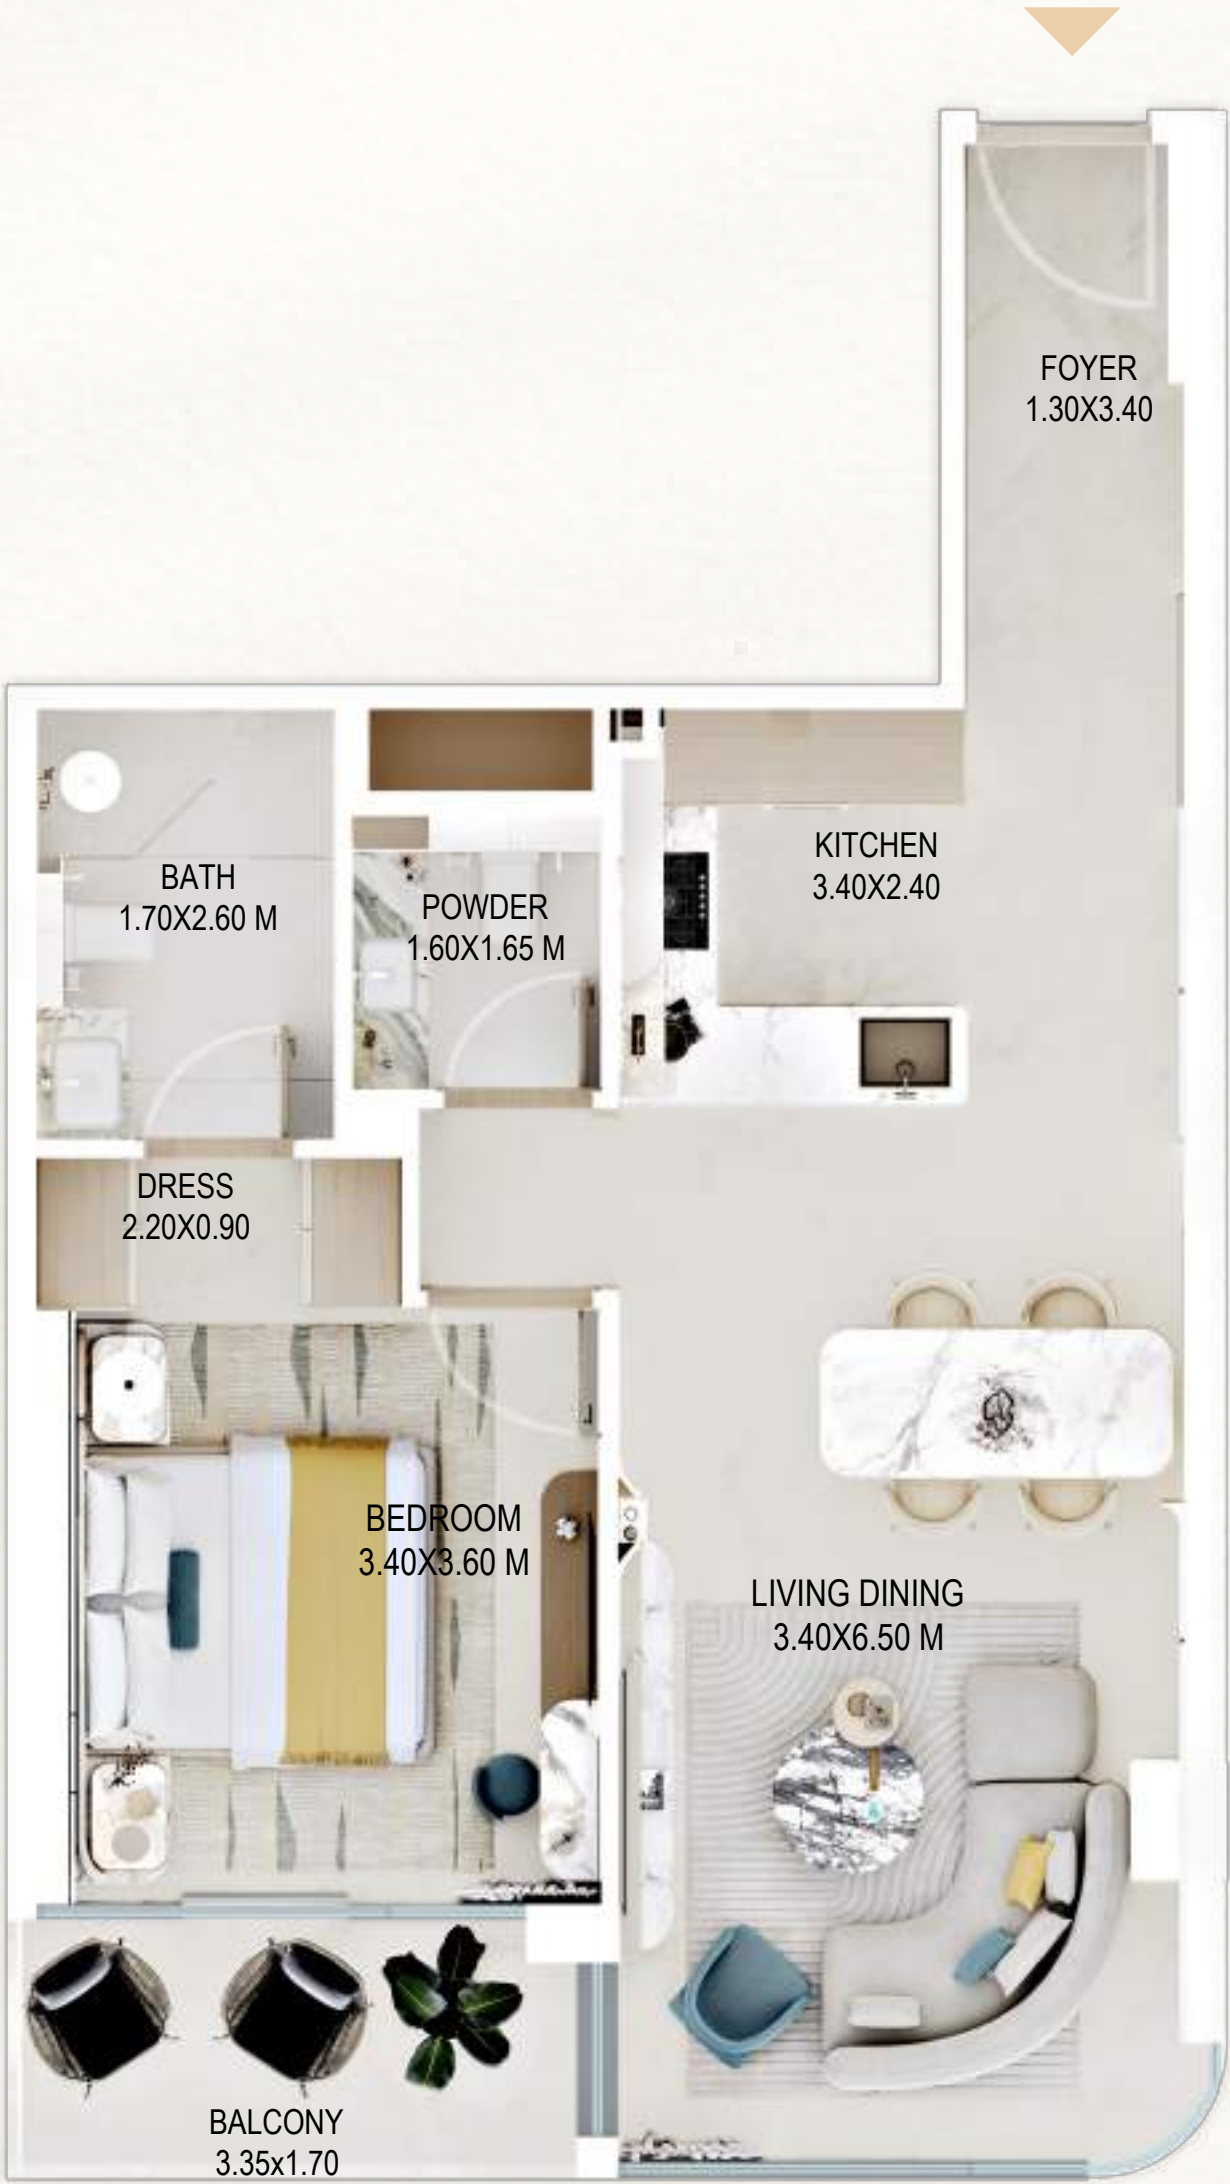 FOYER
1.30X3.40
KITCHEN
3.40X2.40
BATH
1.70X2.60 M
POWDER
1.60X1.65 M
DRESS
2.20X0.90
BEDROOM
3.40X3.60 M
LIVING DINING
3.40X6.50 M
BALCONY
3.35x1.70